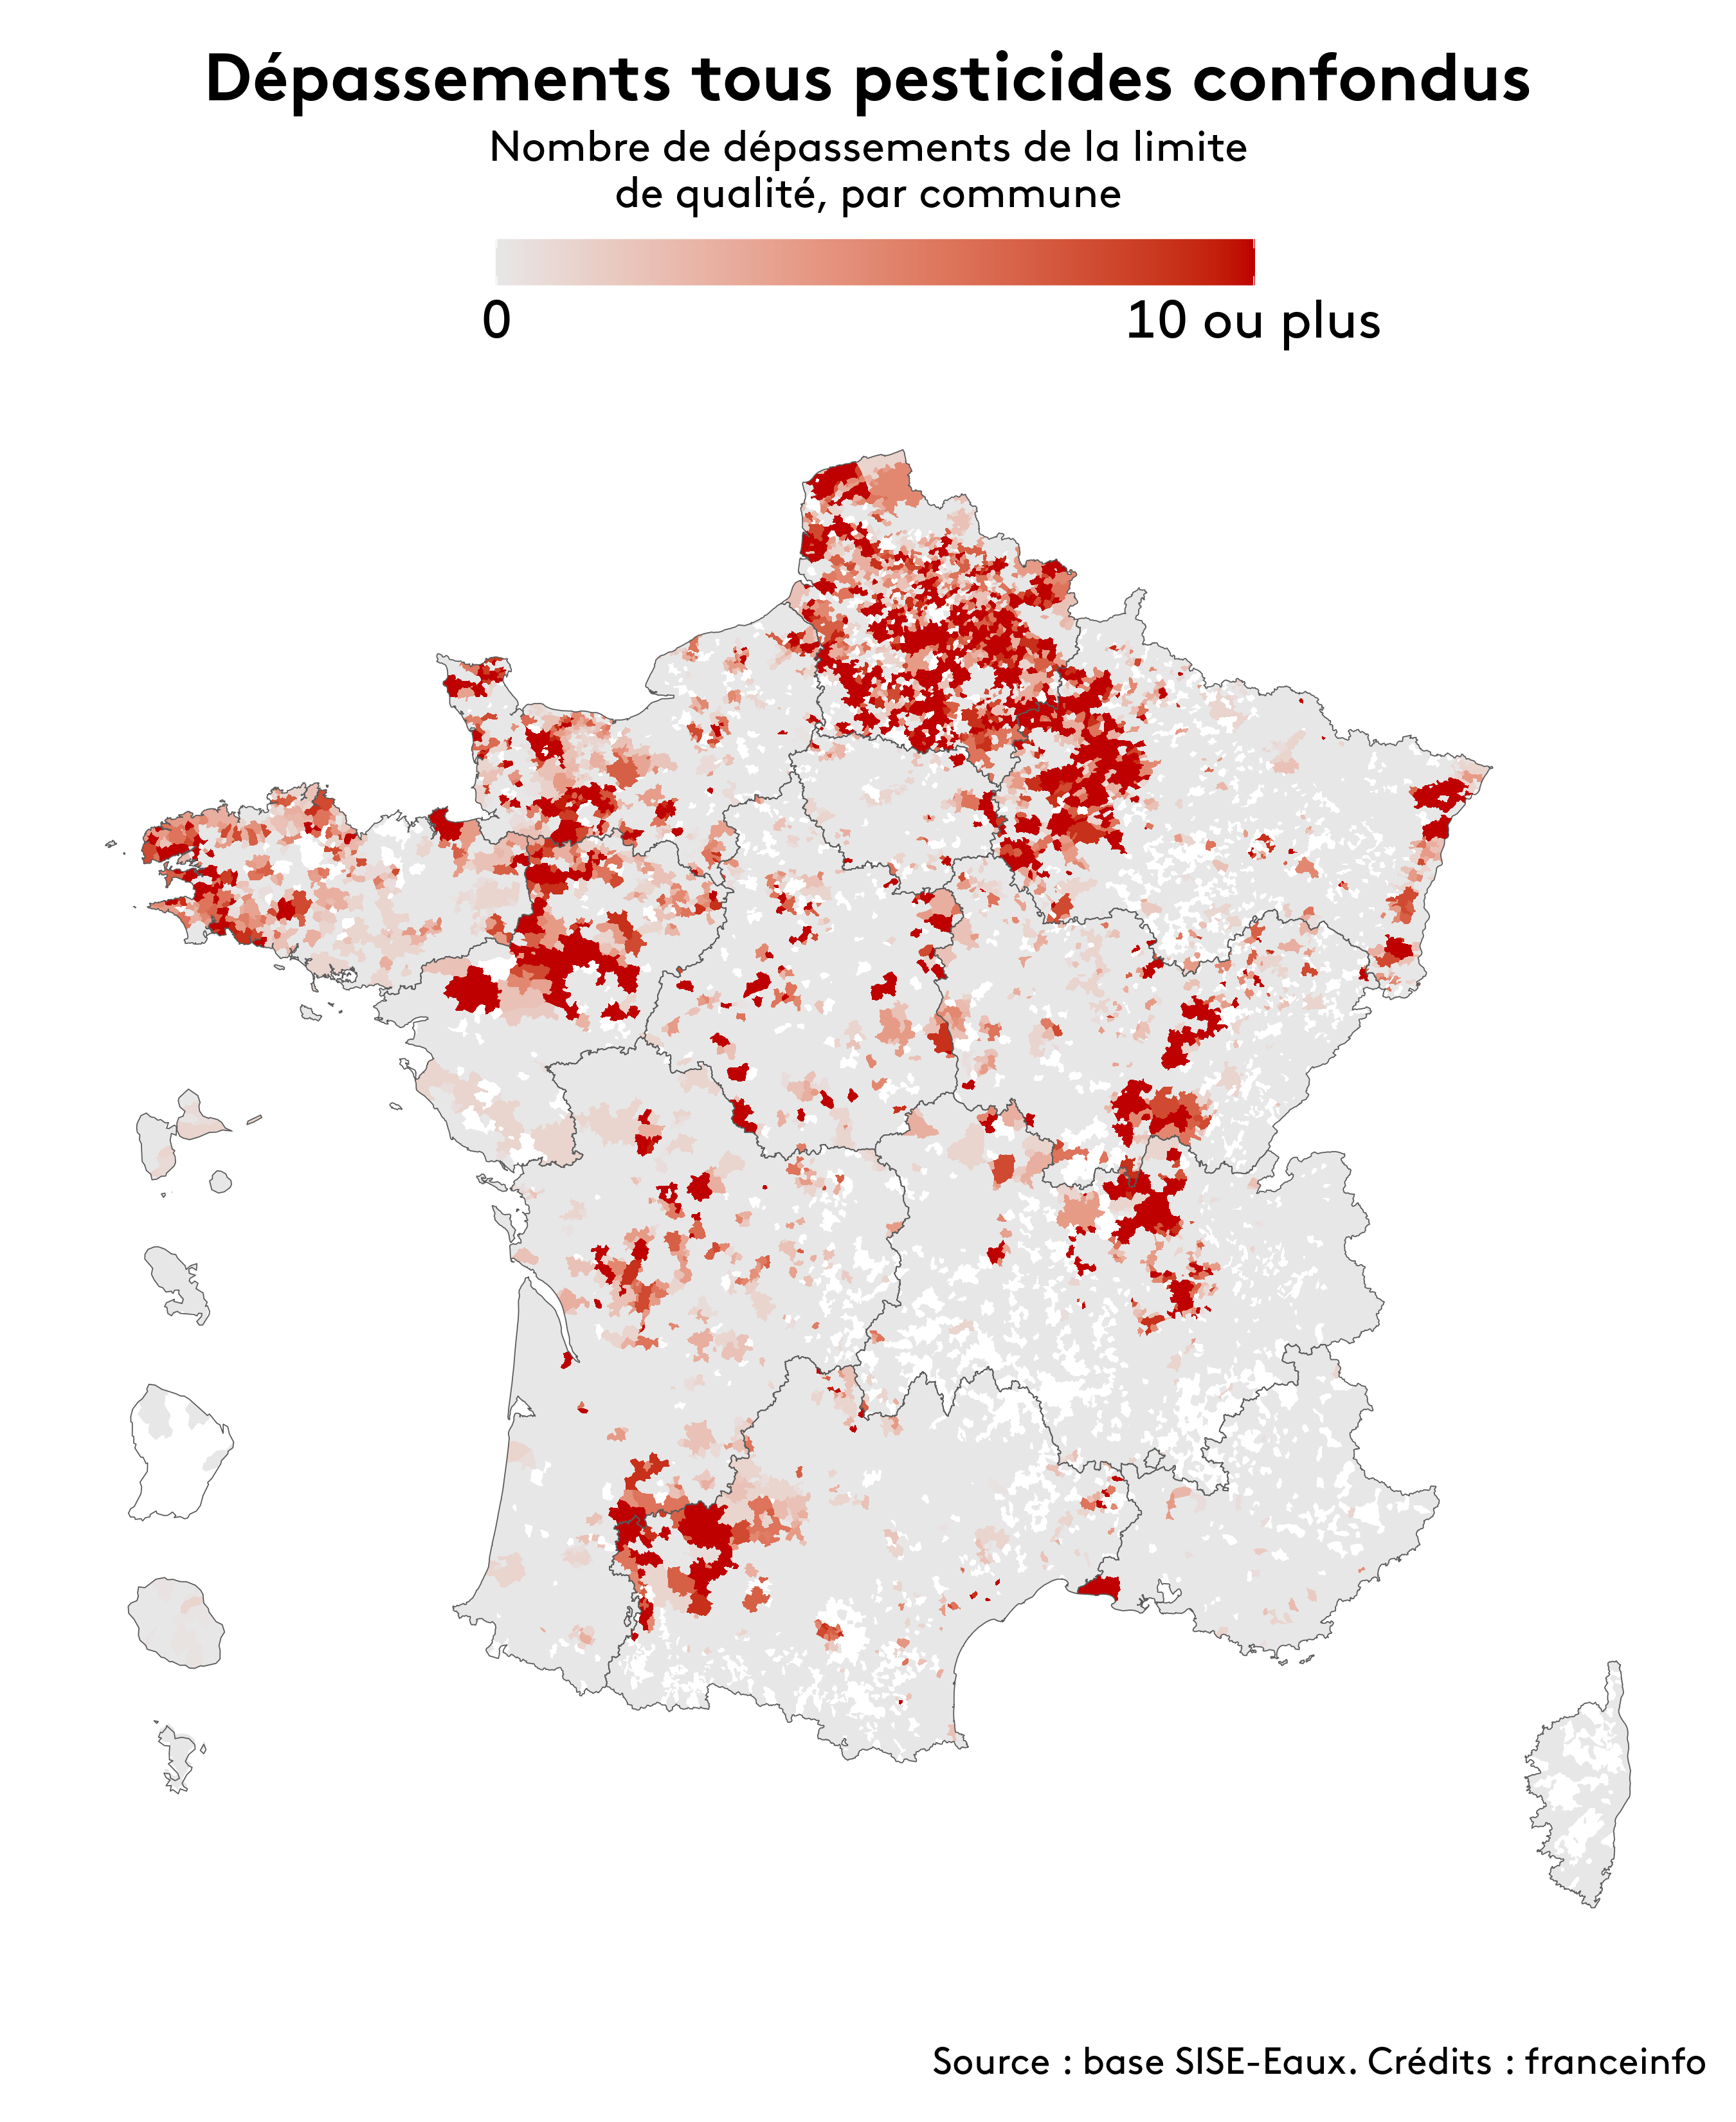 Dépassements tous pesticides confondus
Nombre de dépassements de la limite
de qualité, par commune
0 10 ou plus
Source : base SISE-Eaux. Crédits : franceinfo